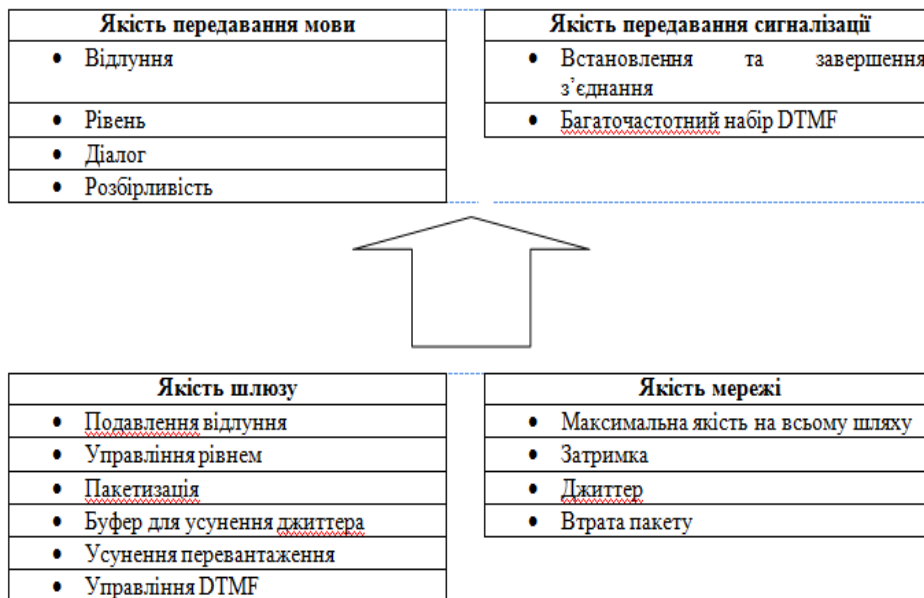 Якість передавання мови
• Відлуння
• Рівень
• Діалог
• Розбірливість
Якість передавання сигналізації
• Встановлення та завершення
з’єднання
• Багаточастотний набір DTMF
Якість шлюзу
• Подавлення відлуння
• Управління рівнем
• Пакетизація
• Буфер для усунення джиттера
• Усунення перевантаження
• Управління DTMF
Якість мережі
• Максимальна якість на всьому шляху
• Затримка
• Джиттер
• Втрата пакету